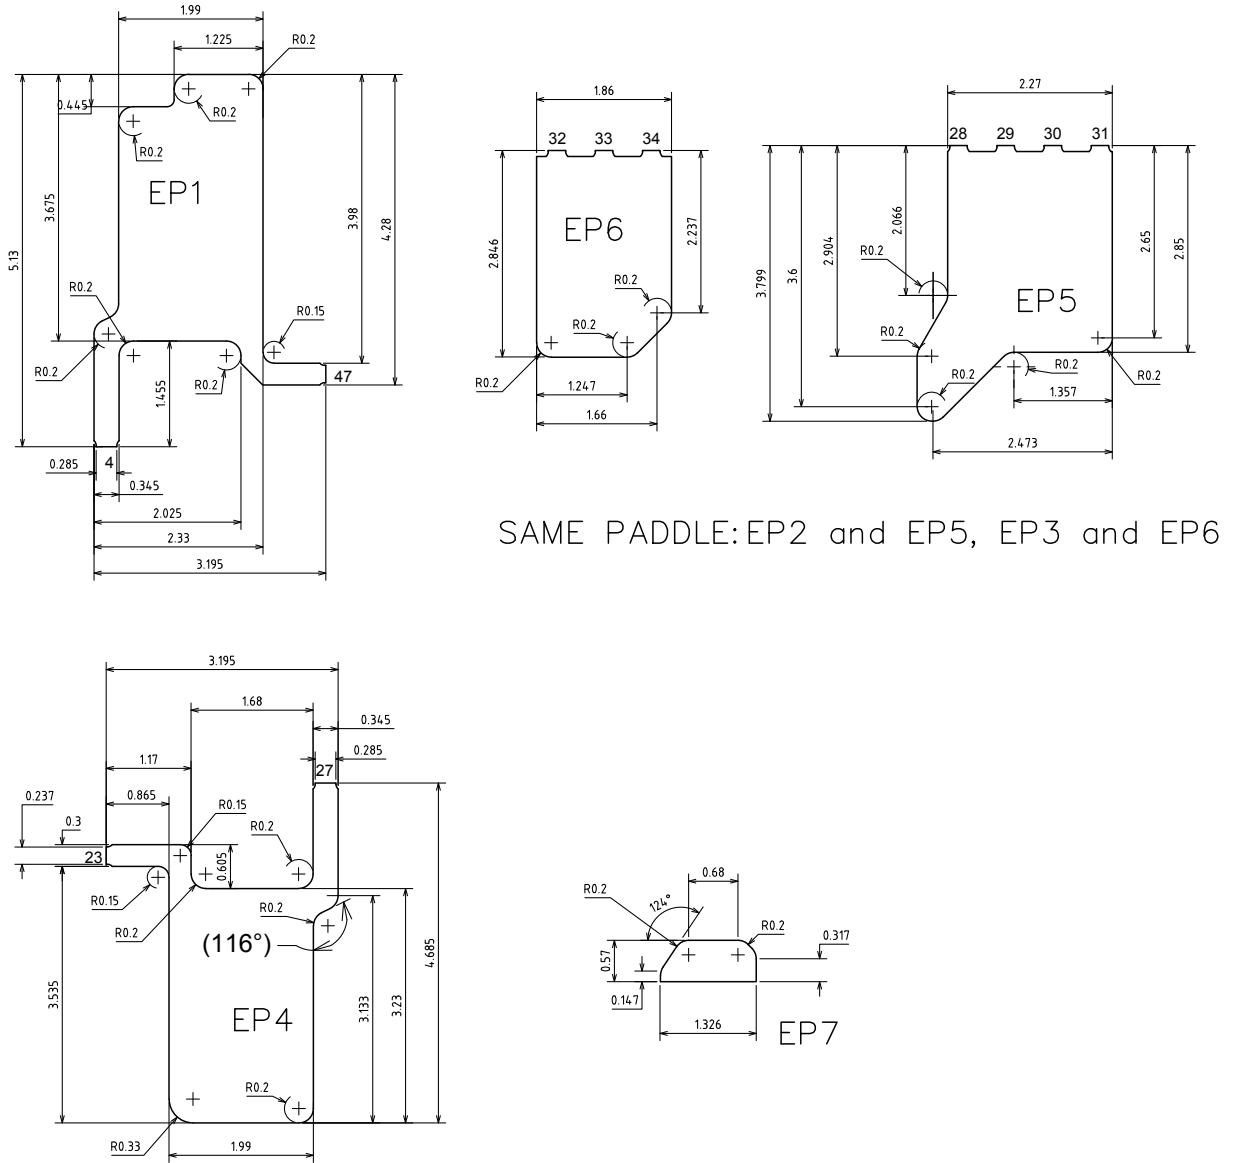 1.99
1.225
R0.2
0.445
R0.2
R0.2
EP1
3.675
5.13
3.98
4.28
R0.2
R0.15
R0.2
R0.2
47
1.455
4
0.285
0.345
2.025
2.33
3.195
1.86
32 33 34
EP6
2.846
2.237
R0.2
R0.2
R0.2
1.247
1.66
2.27
28 29 30 31
2.066
2.904
3.6
3.799
2.65
2.85
R0.2
EP5
R0.2
R0.2
R0.2
R0.2
1.357
2.473
SAME PADDLE: EP2 and EP5, EP3 and EP6
3.195
1.68
0.345
1.17
0.285
27
0.865
0.237
0.3
R0.15
R0.2
23
0.605
R0.15
R0.2
R0.2
(116°)
4.685
3.535
3.133
3.23
EP4
R0.2
R0.33
1.99
0.68
R0.2
124°
R0.2
0.317
0.57
0.147
1.326
EP7